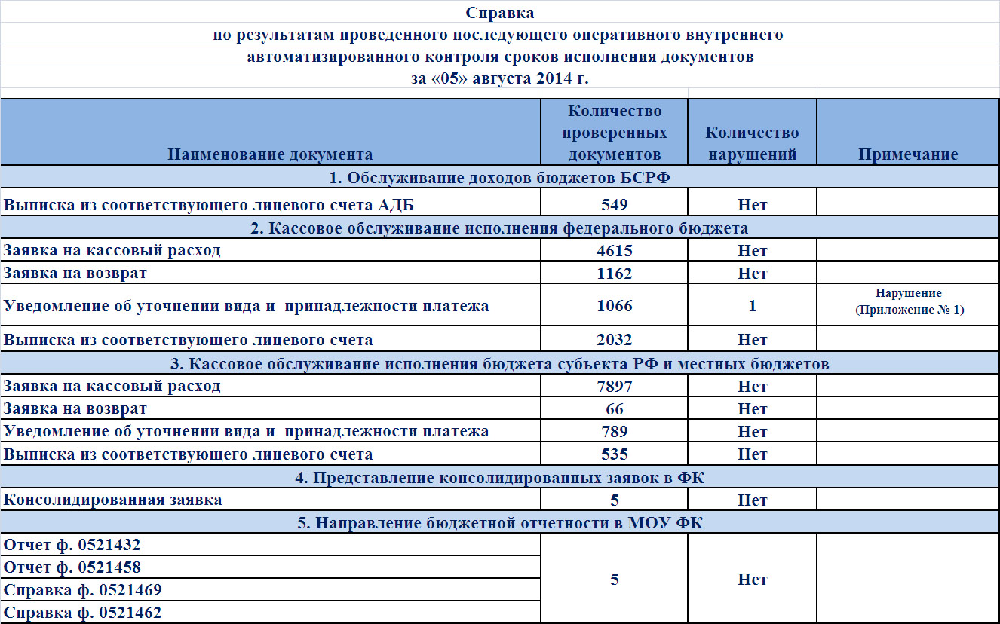 Справка
по результатам проведенного последующего оперативного внутреннего
автоматизированного контроля сроков исполнения документов
за «05» августа 2014 г.
Наименование документа
Количество
проверенных
документов
Количество
нарушений
Примечание
1. Обслуживание доходов бюджетов БСРФ
Выписка из соответствующего лицевого счета АДБ 549 Нет
2. Кассовое обслуживание исполнения федерального бюджета
Заявка на кассовый расход 4615 Нет
Заявка на возврат 1162 Нет
Уведомление об уточнении вида и  принадлежности платежа 1066 1
Нарушение
(Приложение № 1)
Выписка из соответствующего лицевого счета 2032 Нет
3. Кассовое обслуживание исполнения бюджета субъекта РФ и местных бюджетов
Заявка на кассовый расход 7897 Нет
Заявка на возврат 66 Нет
Уведомление об уточнении вида и  принадлежности платежа 789 Нет
Выписка из соответствующего лицевого счета 535 Нет
4. Представление консолидированных заявок в ФК
Консолидированная заявка 5 Нет
5. Направление бюджетной отчетности в МОУ ФК
Отчет ф. 0521432
Отчет ф. 0521458
Справка ф. 0521469
Справка ф. 0521462
5 Нет